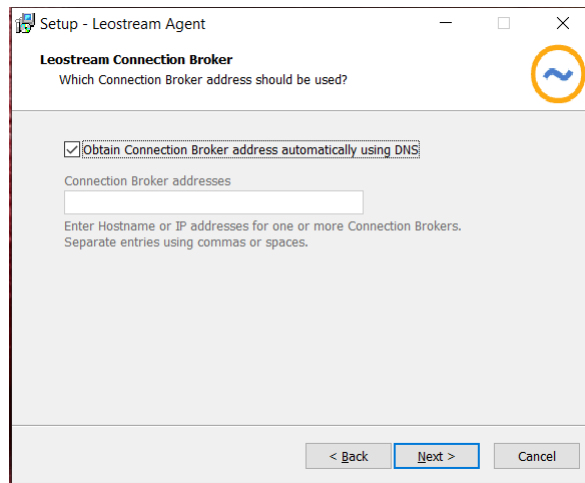 Setup - Leostream Agent
Leostream Connection Broker
Which Connection Broker address should be used?
Obtain Connection Broker address automatically using DNS
Connection Broker addresses
Enter Hostname or IP addresses for one or more Connection Brokers.
Separate entries using commas or spaces.
< Back Next > Cancel